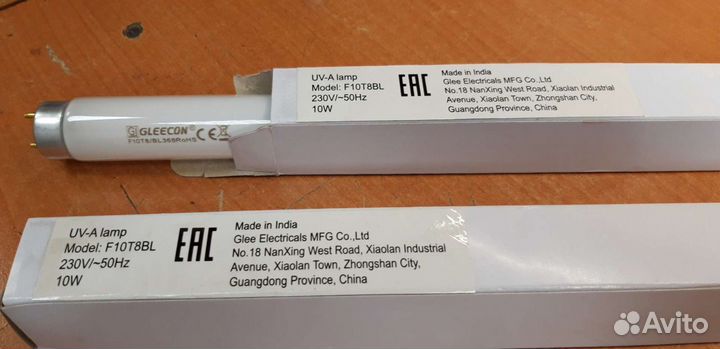 UV-A lamp
Model: F10T8BL
230V/~50Hz
10W
EAC
Made in India
Glee Electricals MFG Co.,Ltd
No.18 NanXing West Road, Xiaolan Industrial
Avenue, Xiaolan Town, Zhongshan City,
Guangdong Province, China
GLEECON CE
F10T8/BL368RoHS
UV-A lamp
Model: F10T8BL
230V/~50Hz
10W
EAC
Made in India
Glee Electricals MFG Co.,Ltd
No.18 NanXing West Road, Xiaolan Industrial
Avenue, Xiaolan Town, Zhongshan City,
Guangdong Province, China
Avito